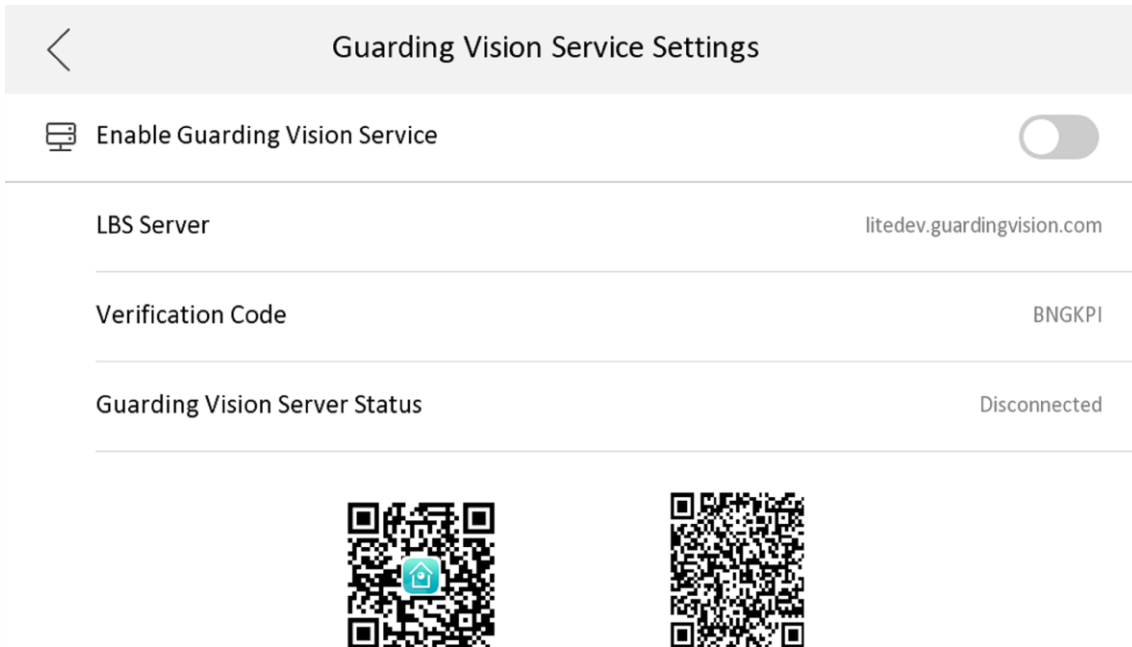 Guarding Vision Service Settings
Enable Guarding Vision Service
LBS Server litedev.guardingvision.com
Verification Code BNGKPI
Guarding Vision Server Status Disconnected